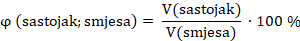 φ (sastojak; smjesa) = V(sastojak) / V(smjesa) · 100 %